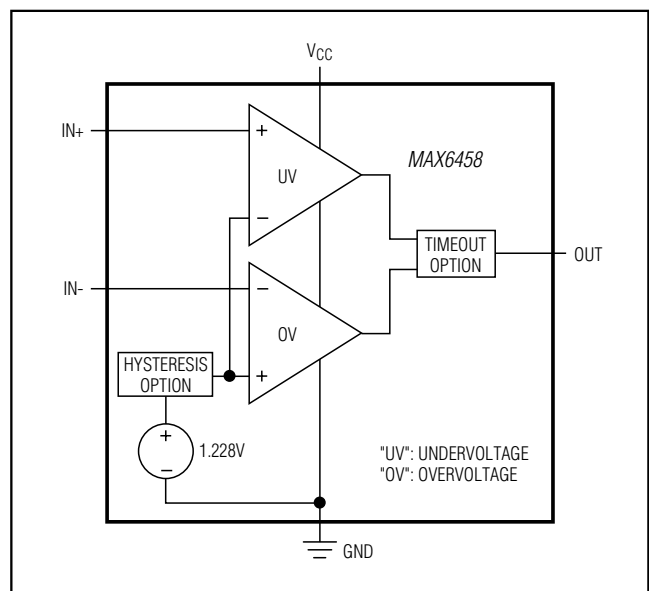 VCC
IN+
+
UV
−
MAX6458
TIMEOUT
OPTION
OUT
IN-
−
OV
+
HYSTERESIS
OPTION
+
−
1.228V
"UV": UNDERVOLTAGE
"OV": OVERVOLTAGE
GND